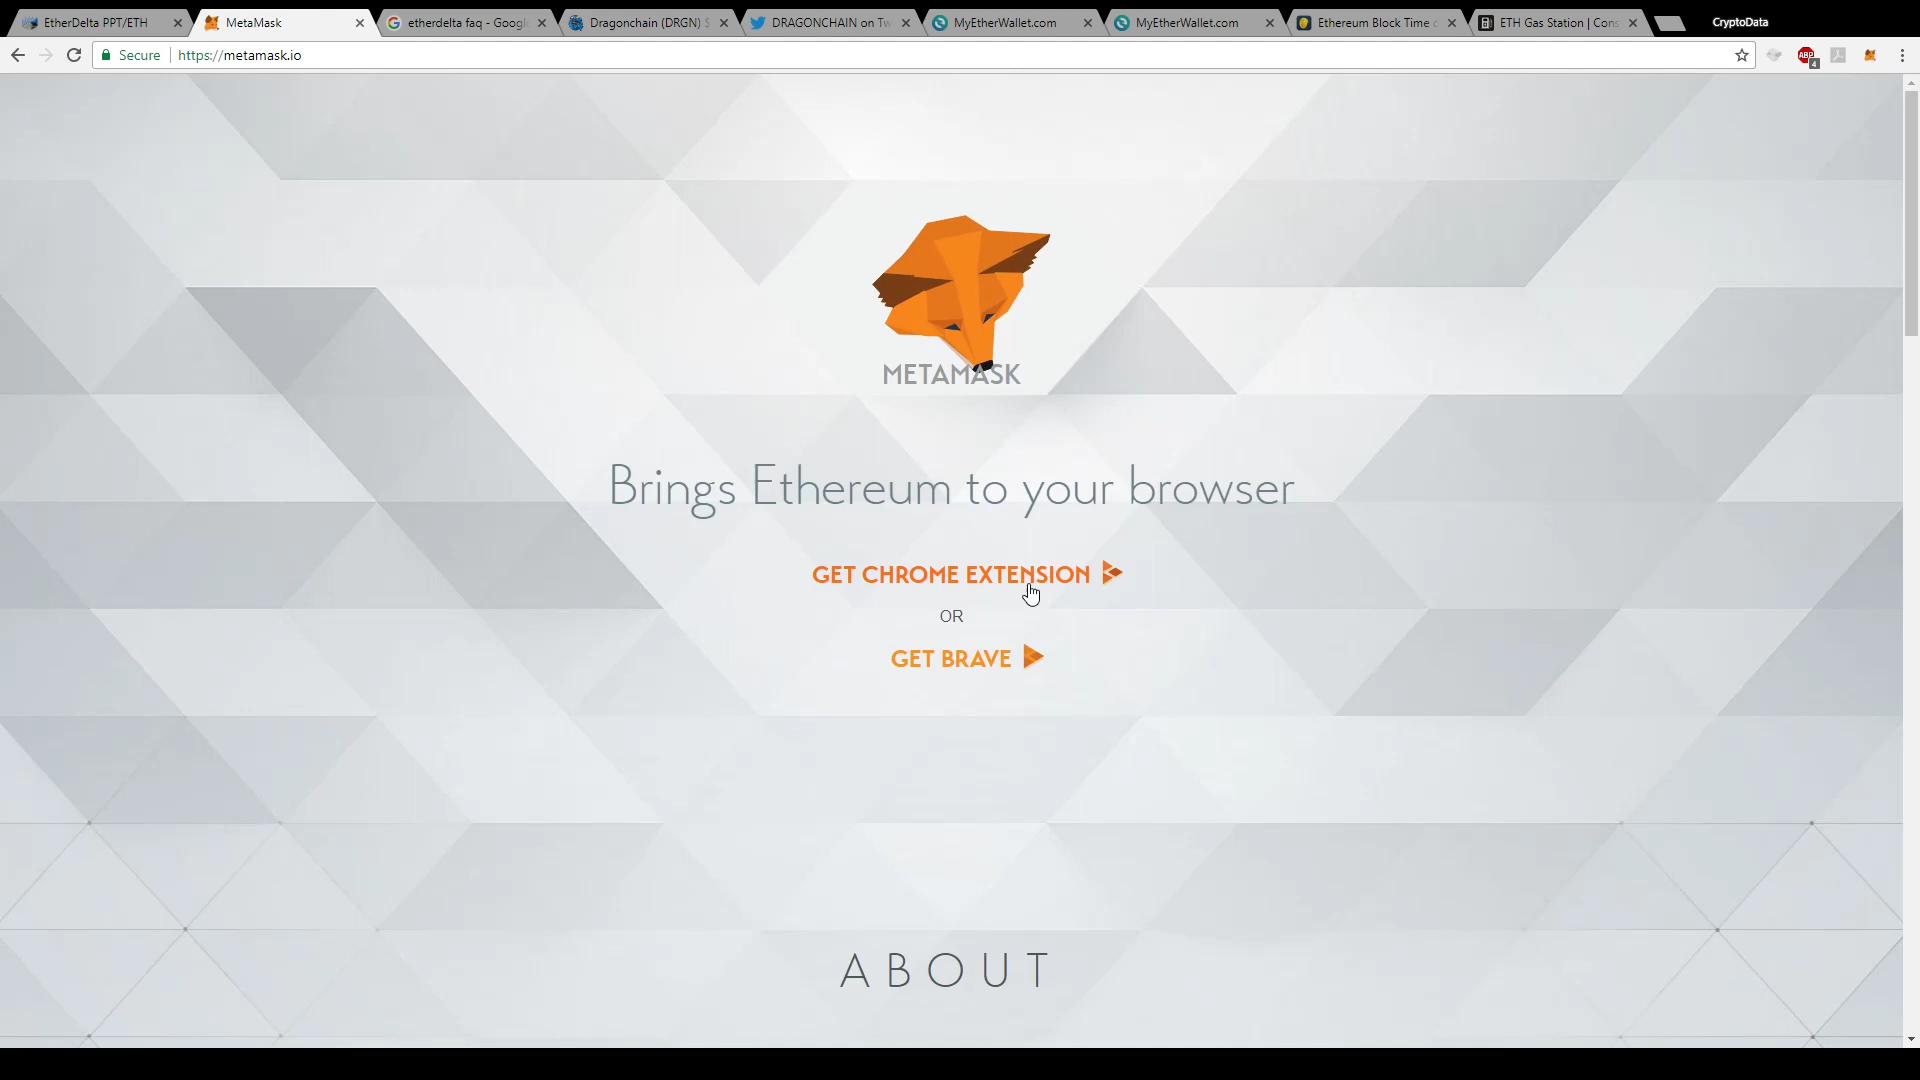 EtherDelta PPT/ETH
MetaMask
etherdelta faq - Googl
Dragonchain (DRGN) $
DRAGONCHAIN on Tw
MyEtherWallet.com
MyEtherWallet.com
Ethereum Block Time
ETH Gas Station | Cons
CryptoData
Secure
https://metamask.io
ABP
4
METAMASK
Brings Ethereum to your browser
GET CHROME EXTENSION
OR
GET BRAVE
ABOUT